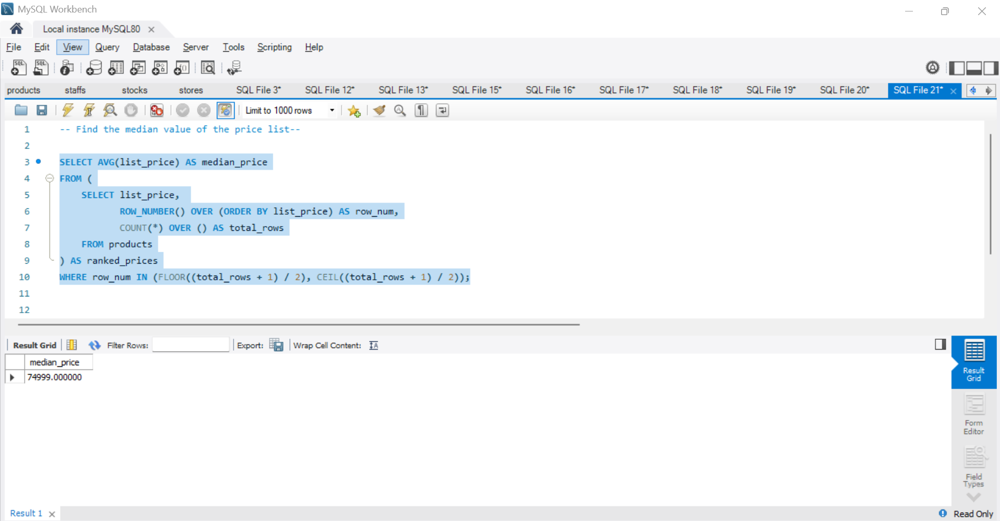 MySQL Workbench
Local instance MySQL80
File Edit View Query Database Server Tools Scripting Help
products staffs stocks stores SQL File 3* SQL File 12* SQL File 13* SQL File 15* SQL File 16* SQL File 17* SQL File 18* SQL File 19* SQL File 20* SQL File 21*
Limit to 1000 rows
1 -- Find the median value of the price list--
2
3 SELECT AVG(list_price) AS median_price
4 FROM (
5 SELECT list_price,
6 ROW_NUMBER() OVER (ORDER BY list_price) AS row_num,
7 COUNT(*) OVER () AS total_rows
8 FROM products
9 ) AS ranked_prices
10 WHERE row_num IN (FLOOR((total_rows + 1) / 2), CEIL((total_rows + 1) / 2));
11
12
Result Grid Filter Rows: Export: Wrap Cell Content:
median_price
74999.000000
Result Grid
Form Editor
Field Types
Result 1
Read Only